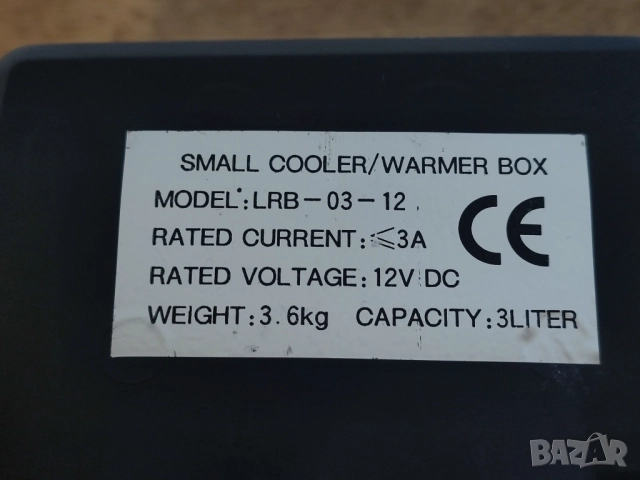 SMALL COOLER/WARMER BOX
MODEL:LRB-03-12
RATED CURRENT:≤3A
CE
RATED VOLTAGE:12V DC
WEIGHT:3.6kg CAPACITY:3LITER
BAZAR